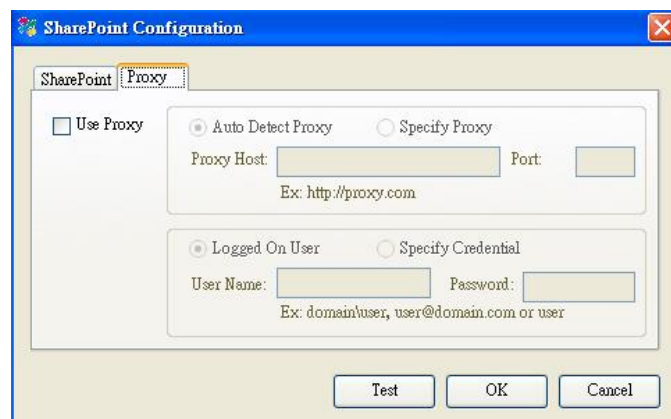 SharePoint Configuration
SharePoint Proxy
Use Proxy
Auto Detect Proxy Specify Proxy
Proxy Host: Port:
Ex: http://proxy.com
Logged On User Specify Credential
User Name: Password:
Ex: domain\user, user@domain.com or user
Test OK Cancel